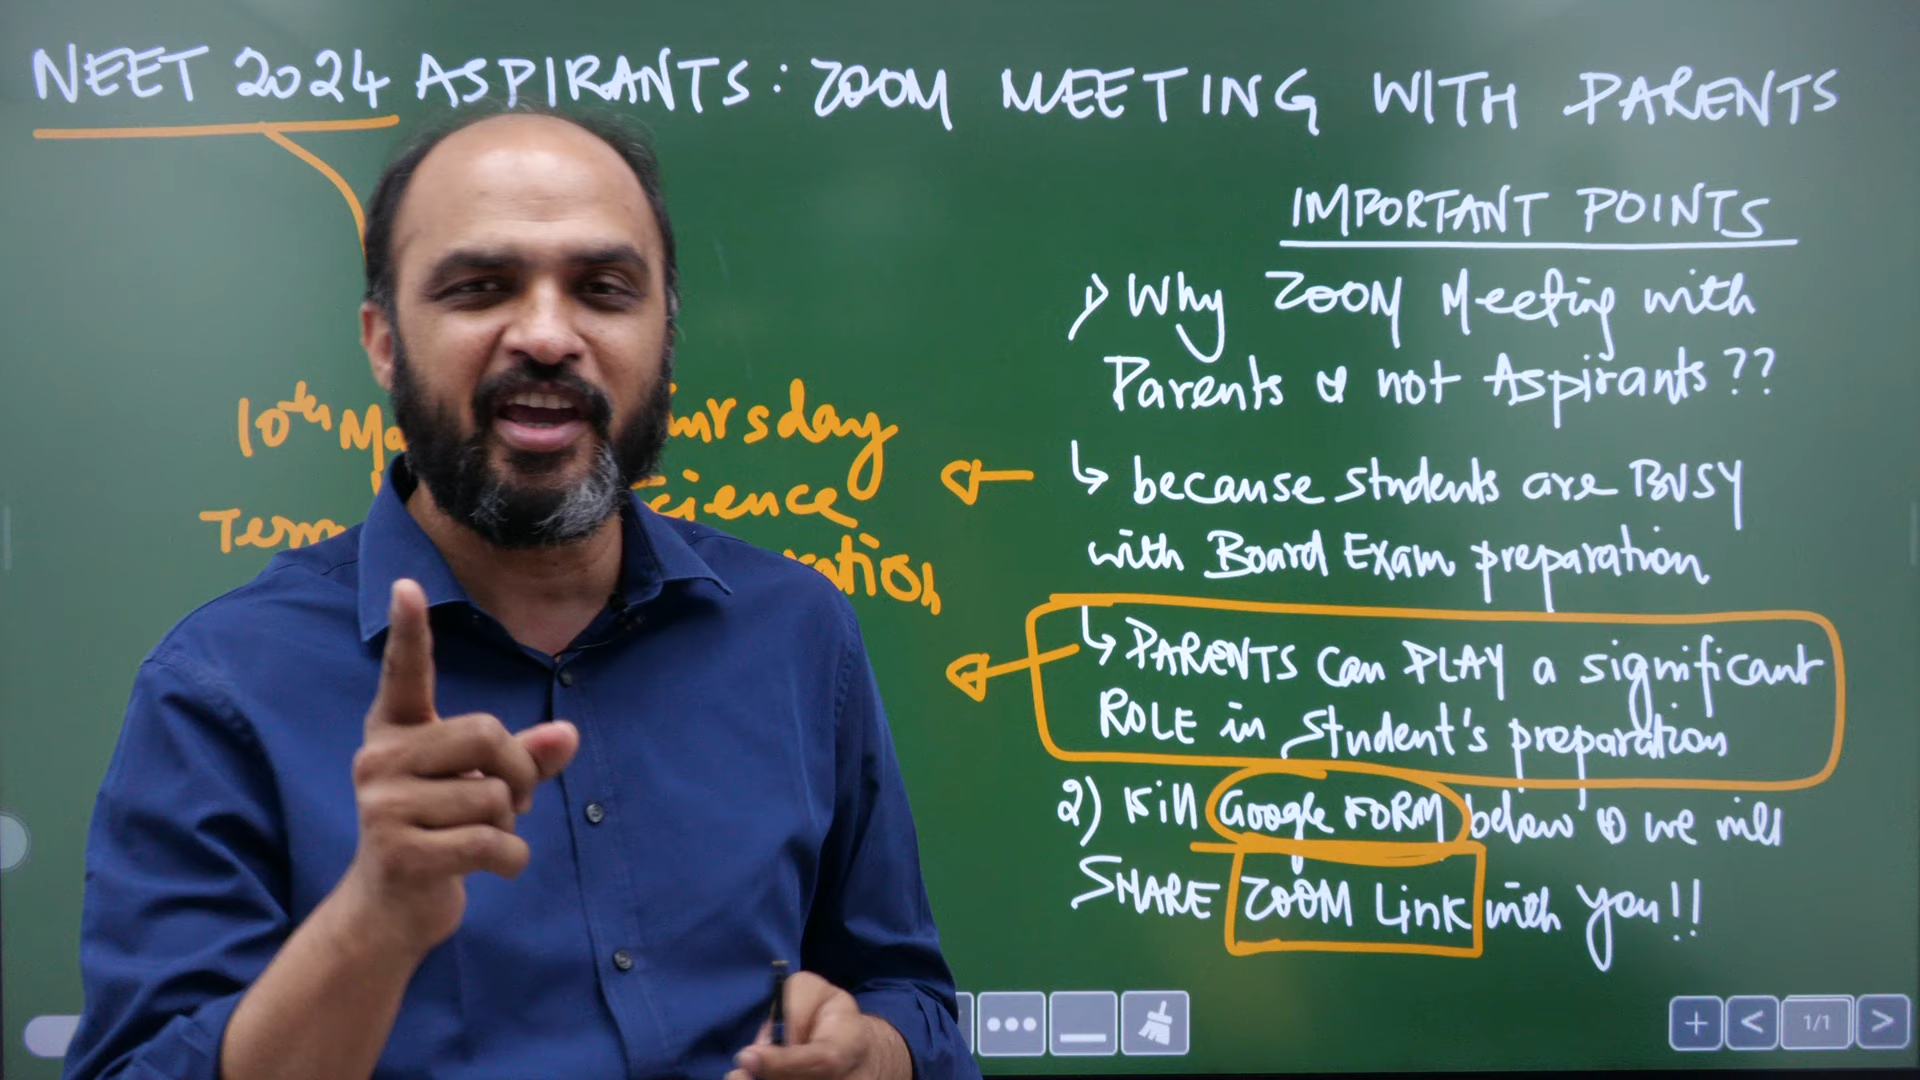 NEET 2024 ASPIRANTS: ZOOM MEETING WITH PARENTS
IMPORTANT POINTS
1) Why ZOOM Meeting with
Parents & not Aspirants??
↳ because students are BUSY
with Board Exam preparation
↳ PARENTS can PLAY a significant
ROLE in student's preparation
2) Fill Google FORM below & we will
SHARE ZOOM Link with you!!
10th
1/1